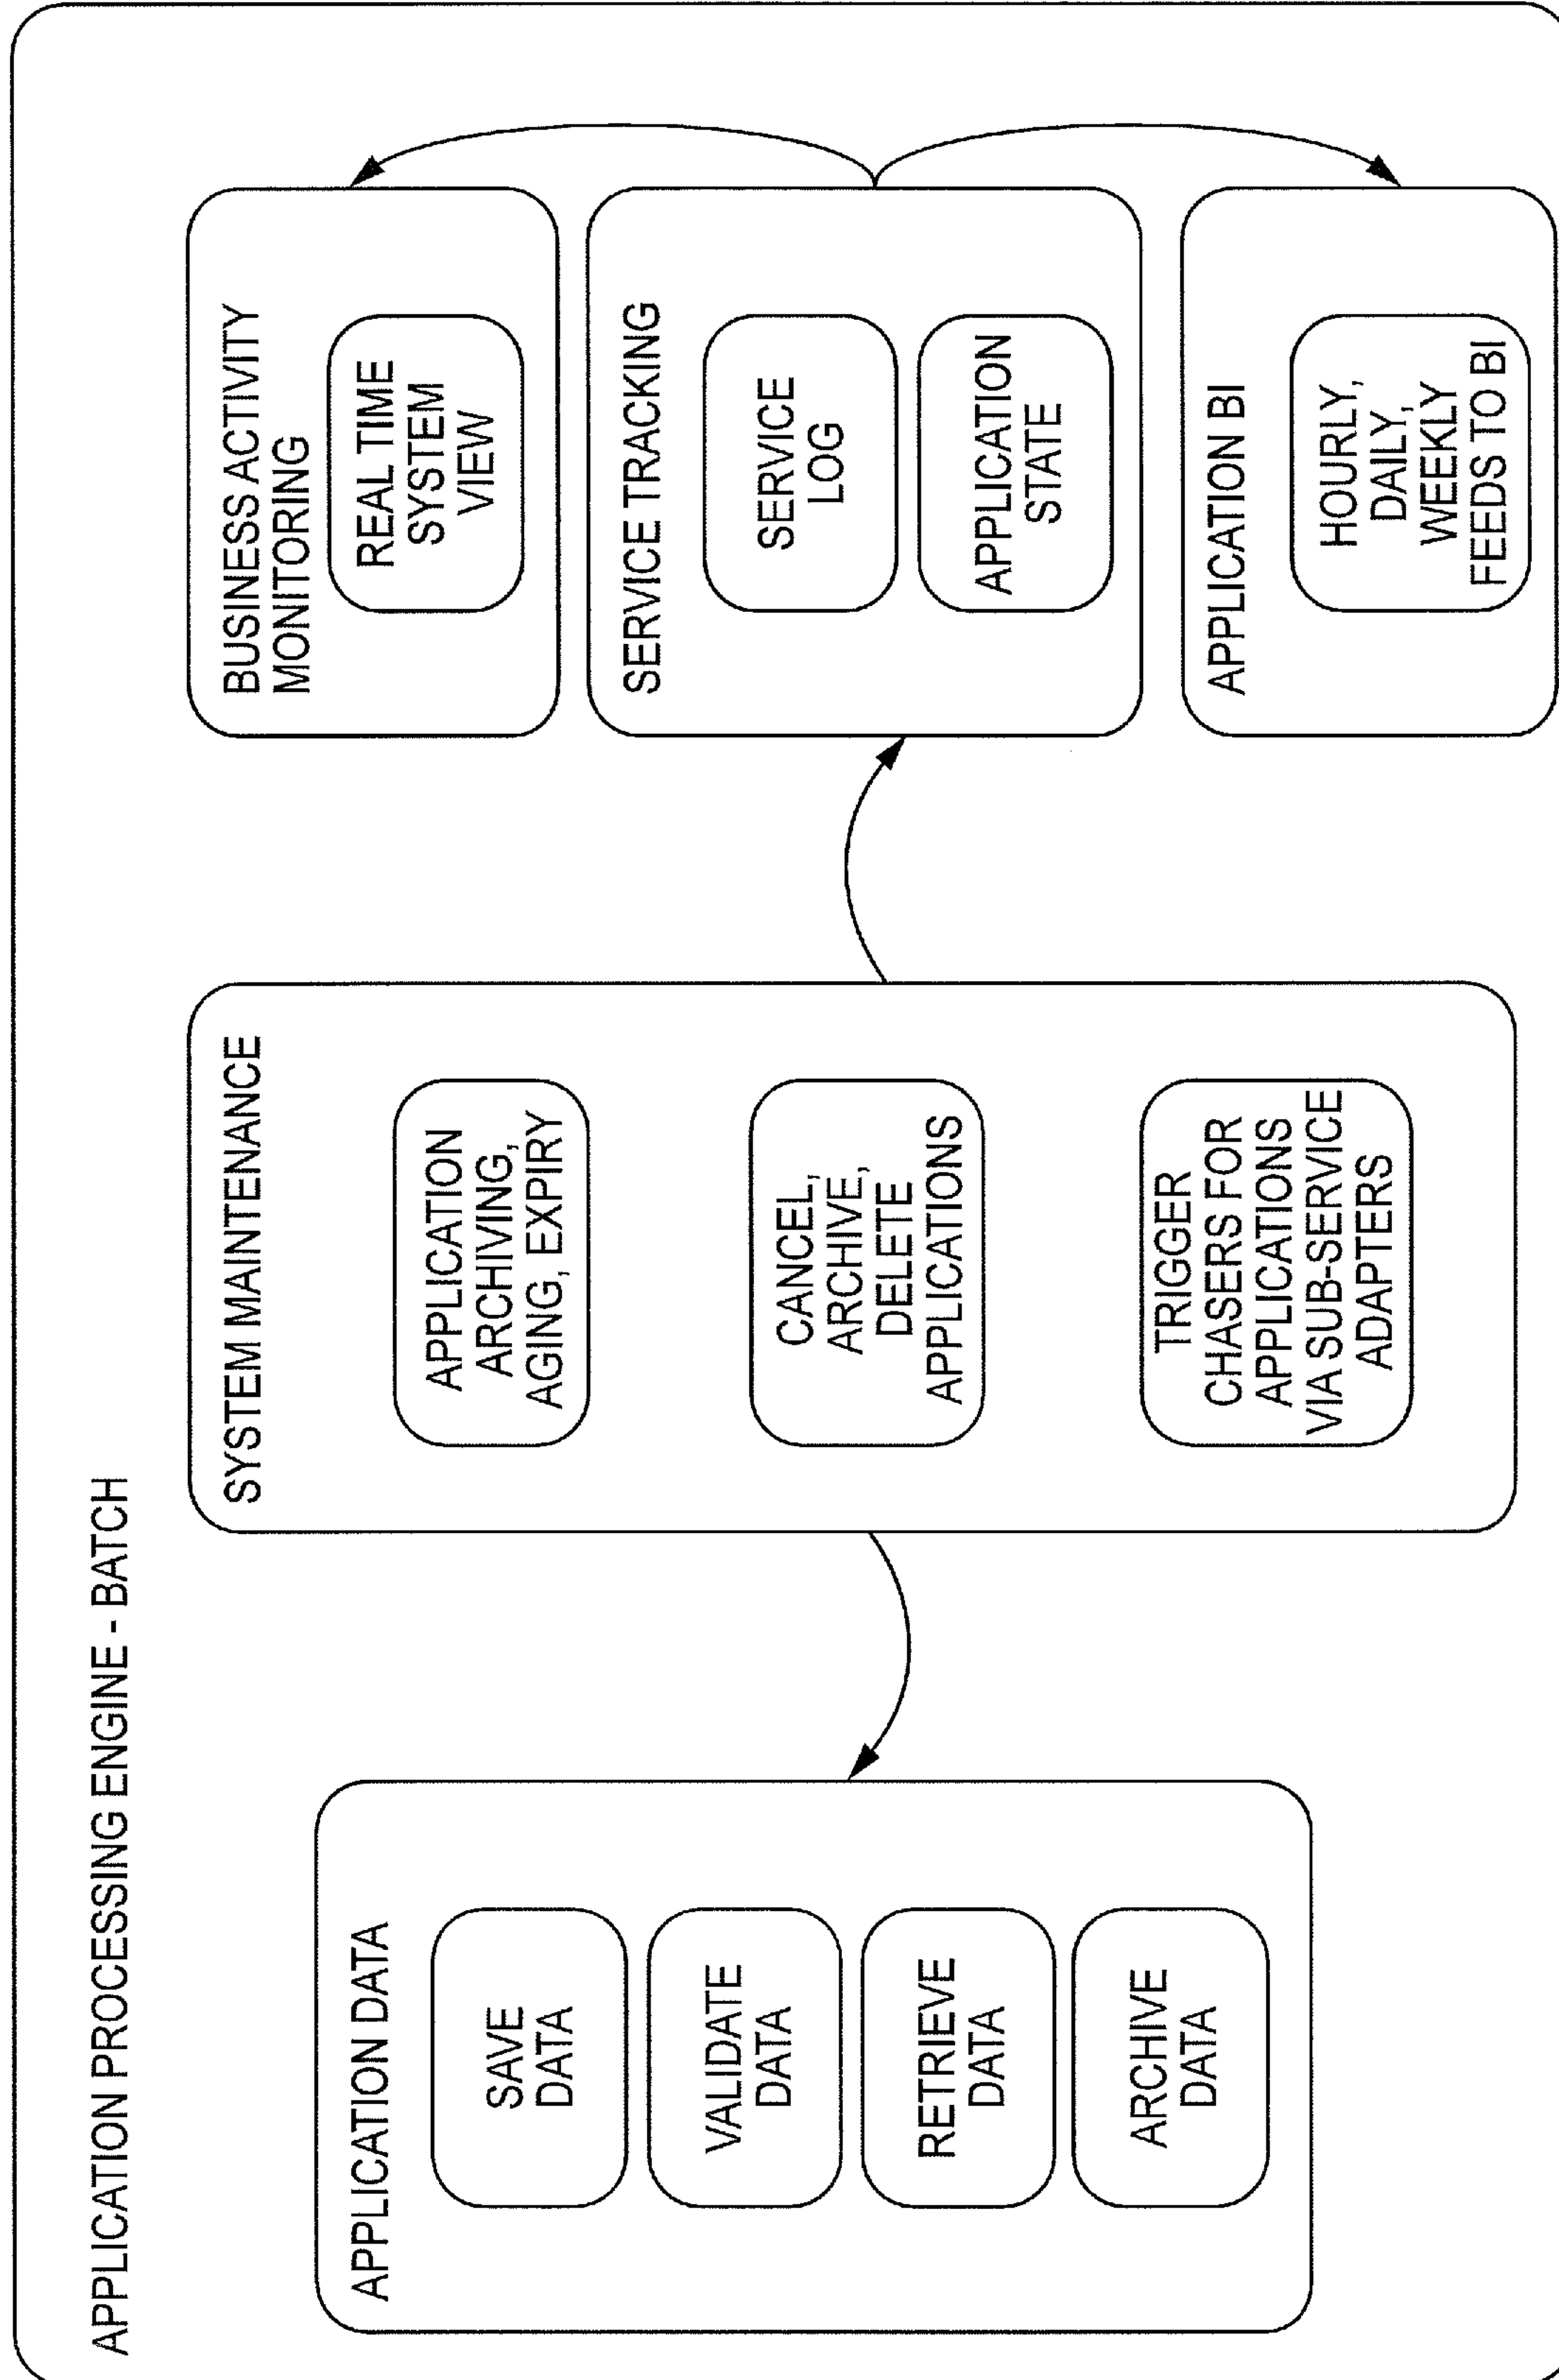 APPLICATION PROCESSING ENGINE - BATCH
APPLICATION DATA
SAVE
DATA
VALIDATE
DATA
RETRIEVE
DATA
ARCHIVE
DATA
SYSTEM MAINTENANCE
APPLICATION
ARCHIVING,
AGING, EXPIRY
CANCEL,
ARCHIVE,
DELETE
APPLICATIONS
TRIGGER
CHASERS FOR
APPLICATIONS
VIA SUB-SERVICE
ADAPTERS
BUSINESS ACTIVITY
MONITORING
REAL TIME
SYSTEM
VIEW
SERVICE TRACKING
SERVICE
LOG
APPLICATION
STATE
APPLICATION BI
HOURLY,
DAILY,
WEEKLY
FEEDS TO BI